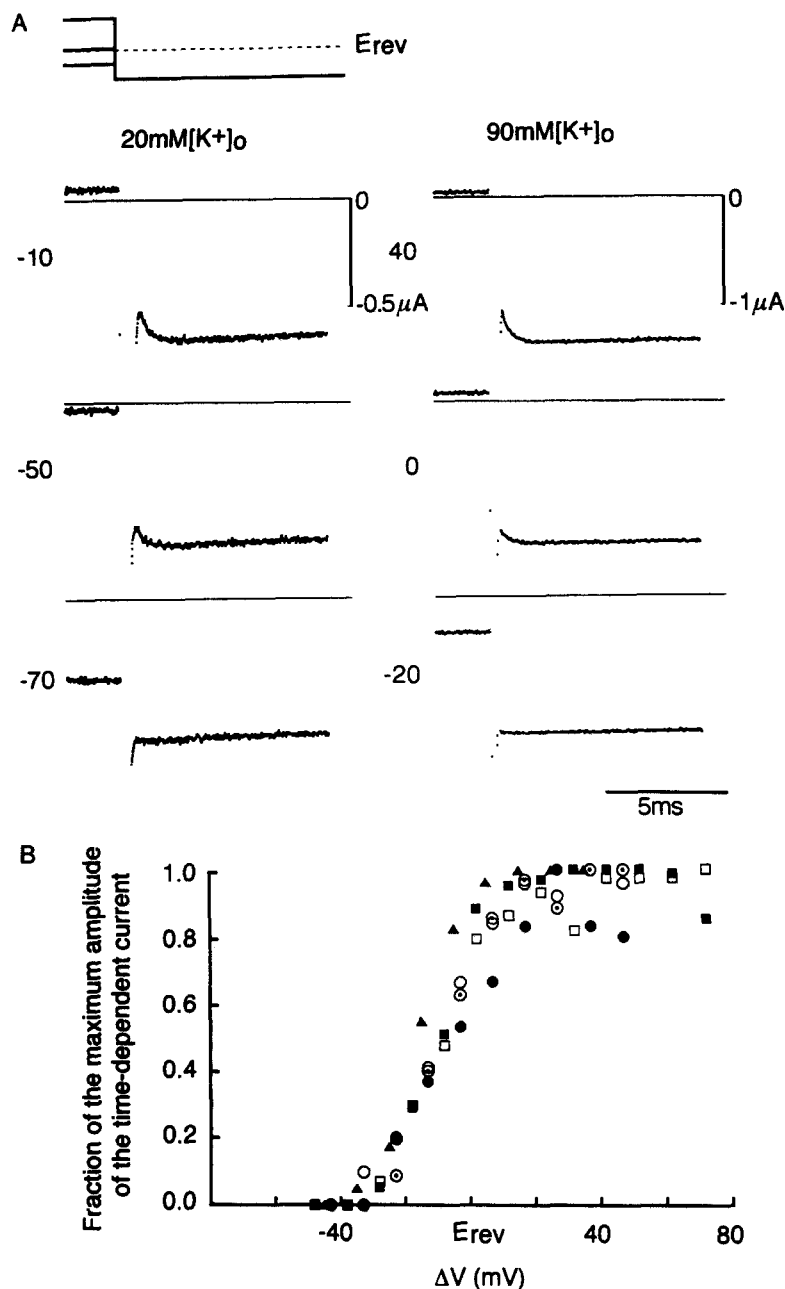 A
Erev
20mM[K+]o
90mM[K+]o
0
0
-10
40
-0.5μA
-1μA
-50
0
-70
-20
5ms
B
Fraction of the maximum amplitude
of the time-dependent current
1.0
0.8
0.6
0.4
0.2
0.0
-40
Erev
40
80
ΔV (mV)